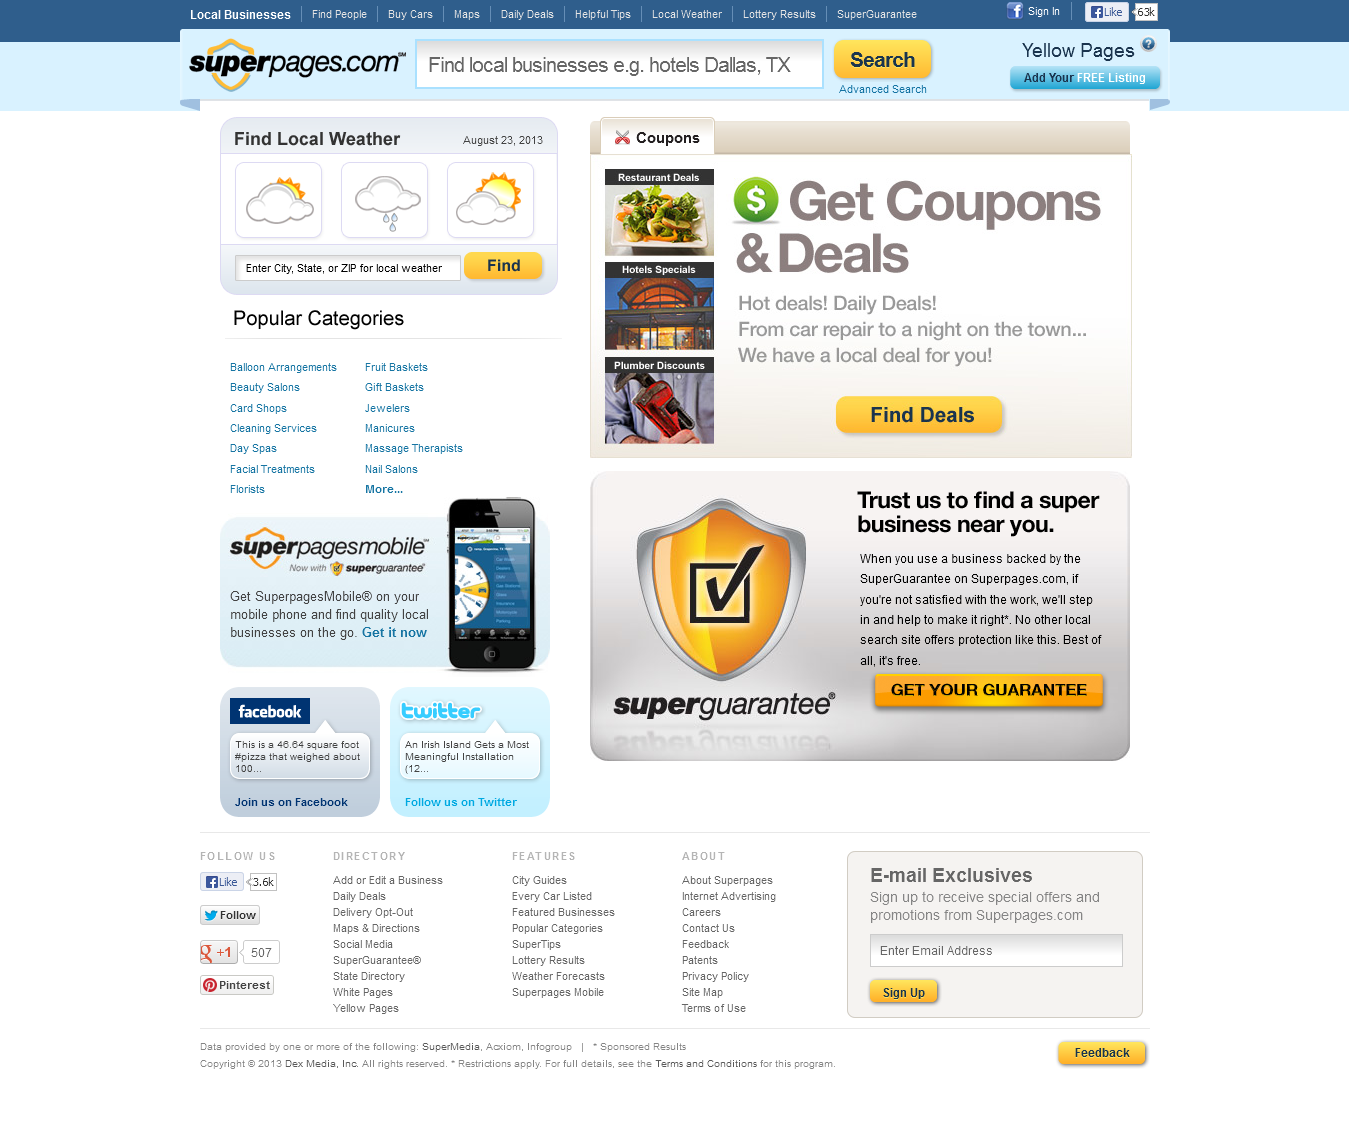 Local Businesses Find People Buy Cars Maps Daily Deals Helpful Tips Local Weather Lottery Results SuperGuarantee Sign In Like 63k
superpages.com℠
Find local businesses e.g. hotels Dallas, TX
Search
Advanced Search
Yellow Pages ?
Add Your FREE Listing
Find Local Weather August 23, 2013
Enter City, State, or ZIP for local weather Find
Popular Categories
Balloon Arrangements Fruit Baskets
Beauty Salons Gift Baskets
Card Shops Jewelers
Cleaning Services Manicures
Day Spas Massage Therapists
Facial Treatments Nail Salons
Florists More...
superpagesmobile℠
Now with superguarantee
Get SuperpagesMobile® on your
mobile phone and find quality local
businesses on the go. Get it now
facebook
This is a 46.64 square foot
#pizza that weighed about
100...
Join us on Facebook
twitter
An Irish Island Gets a Most
Meaningful Installation
(12...
Follow us on Twitter
Coupons
Restaurant Deals
Hotels Specials
Plumber Discounts
$ Get Coupons
& Deals
Hot deals! Daily Deals!
From car repair to a night on the town...
We have a local deal for you!
Find Deals
superguarantee®
Trust us to find a super
business near you.
When you use a business backed by the
SuperGuarantee on Superpages.com, if
you're not satisfied with the work, we'll step
in and help to make it right*. No other local
search site offers protection like this. Best of
all, it's free.
GET YOUR GUARANTEE
FOLLOW US
Like 3.6k
Follow
g +1 507
Pinterest
DIRECTORY
Add or Edit a Business
Daily Deals
Delivery Opt-Out
Maps & Directions
Social Media
SuperGuarantee®
State Directory
White Pages
Yellow Pages
FEATURES
City Guides
Every Car Listed
Featured Businesses
Popular Categories
SuperTips
Lottery Results
Weather Forecasts
Superpages Mobile
ABOUT
About Superpages
Internet Advertising
Careers
Contact Us
Feedback
Patents
Privacy Policy
Site Map
Terms of Use
E-mail Exclusives
Sign up to receive special offers and
promotions from Superpages.com
Enter Email Address
Sign Up
Data provided by one or more of the following: SuperMedia, Acxiom, Infogroup | * Sponsored Results
Copyright © 2013 Dex Media, Inc. All rights reserved. * Restrictions apply. For full details, see the Terms and Conditions for this program.
Feedback